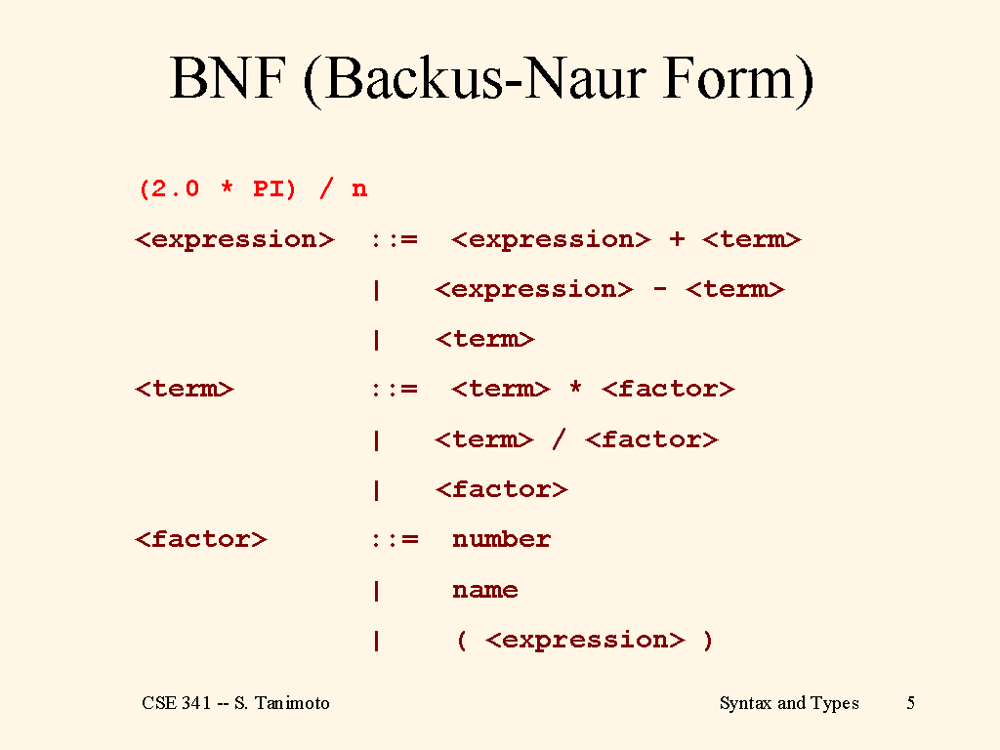 BNF (Backus-Naur Form)
(2.0 * PI) / n
<expression> ::= <expression> + <term>
| <expression> - <term>
| <term>
<term> ::= <term> * <factor>
| <term> / <factor>
| <factor>
<factor> ::= number
| name
| ( <expression> )
CSE 341 -- S. Tanimoto Syntax and Types 5